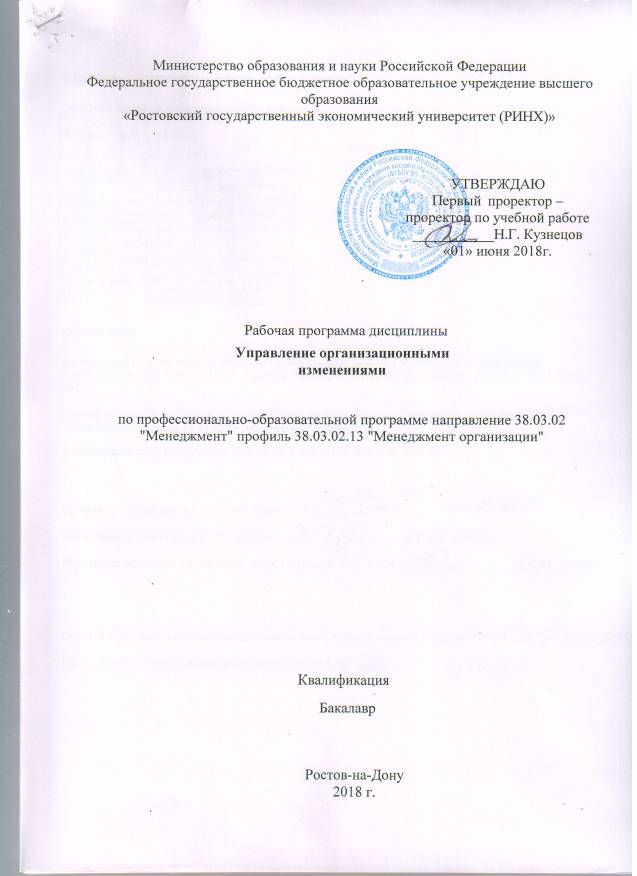 Министерство образования и науки Российской Федерации
Федеральное государственное бюджетное образовательное учреждение высшего
образования
«Ростовский государственный экономический университет (РИНХ)»
УТВЕРЖДАЮ
Первый проректор –
проректор по учебной работе
Н.Г. Кузнецов
«01» июня 2018г.
Рабочая программа дисциплины
Управление организационными
изменениями
по профессионально-образовательной программе направление 38.03.02
"Менеджмент" профиль 38.03.02.13 "Менеджмент организации"
Квалификация
Бакалавр
Ростов-на-Дону
2018 г.